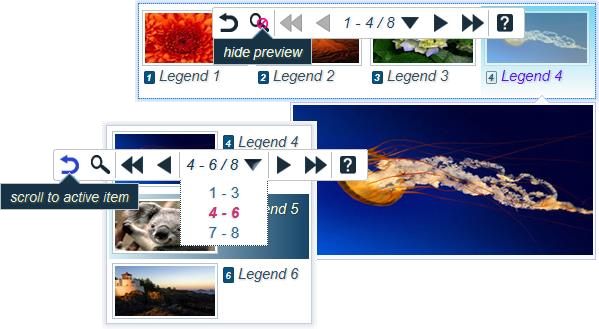 1 - 4 / 8
?
hide preview
1 Legend 1
2 Legend 2
3 Legend 3
4 Legend 4
4 Legend 4
4 - 6 / 8
?
scroll to active item
1 - 3
4 - 6
7 - 8
end 5
6 Legend 6